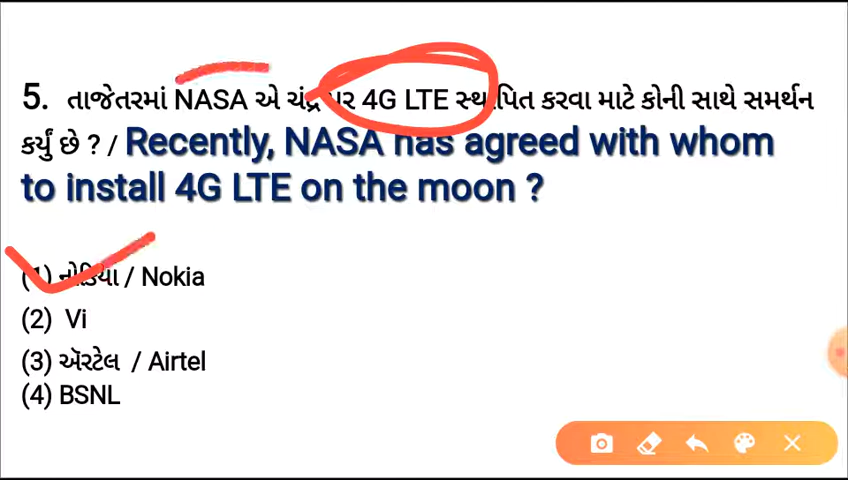 5. તાજેતરમાં NASA એ ચંદ્ર પર 4G LTE સ્થાપિત કરવા માટે કોની સાથે સમર્થન
કર્યું છે ? / Recently, NASA has agreed with whom
to install 4G LTE on the moon ?
(1) નોકિયા / Nokia
(2) Vi
(3) ઍરટેલ / Airtel
(4) BSNL